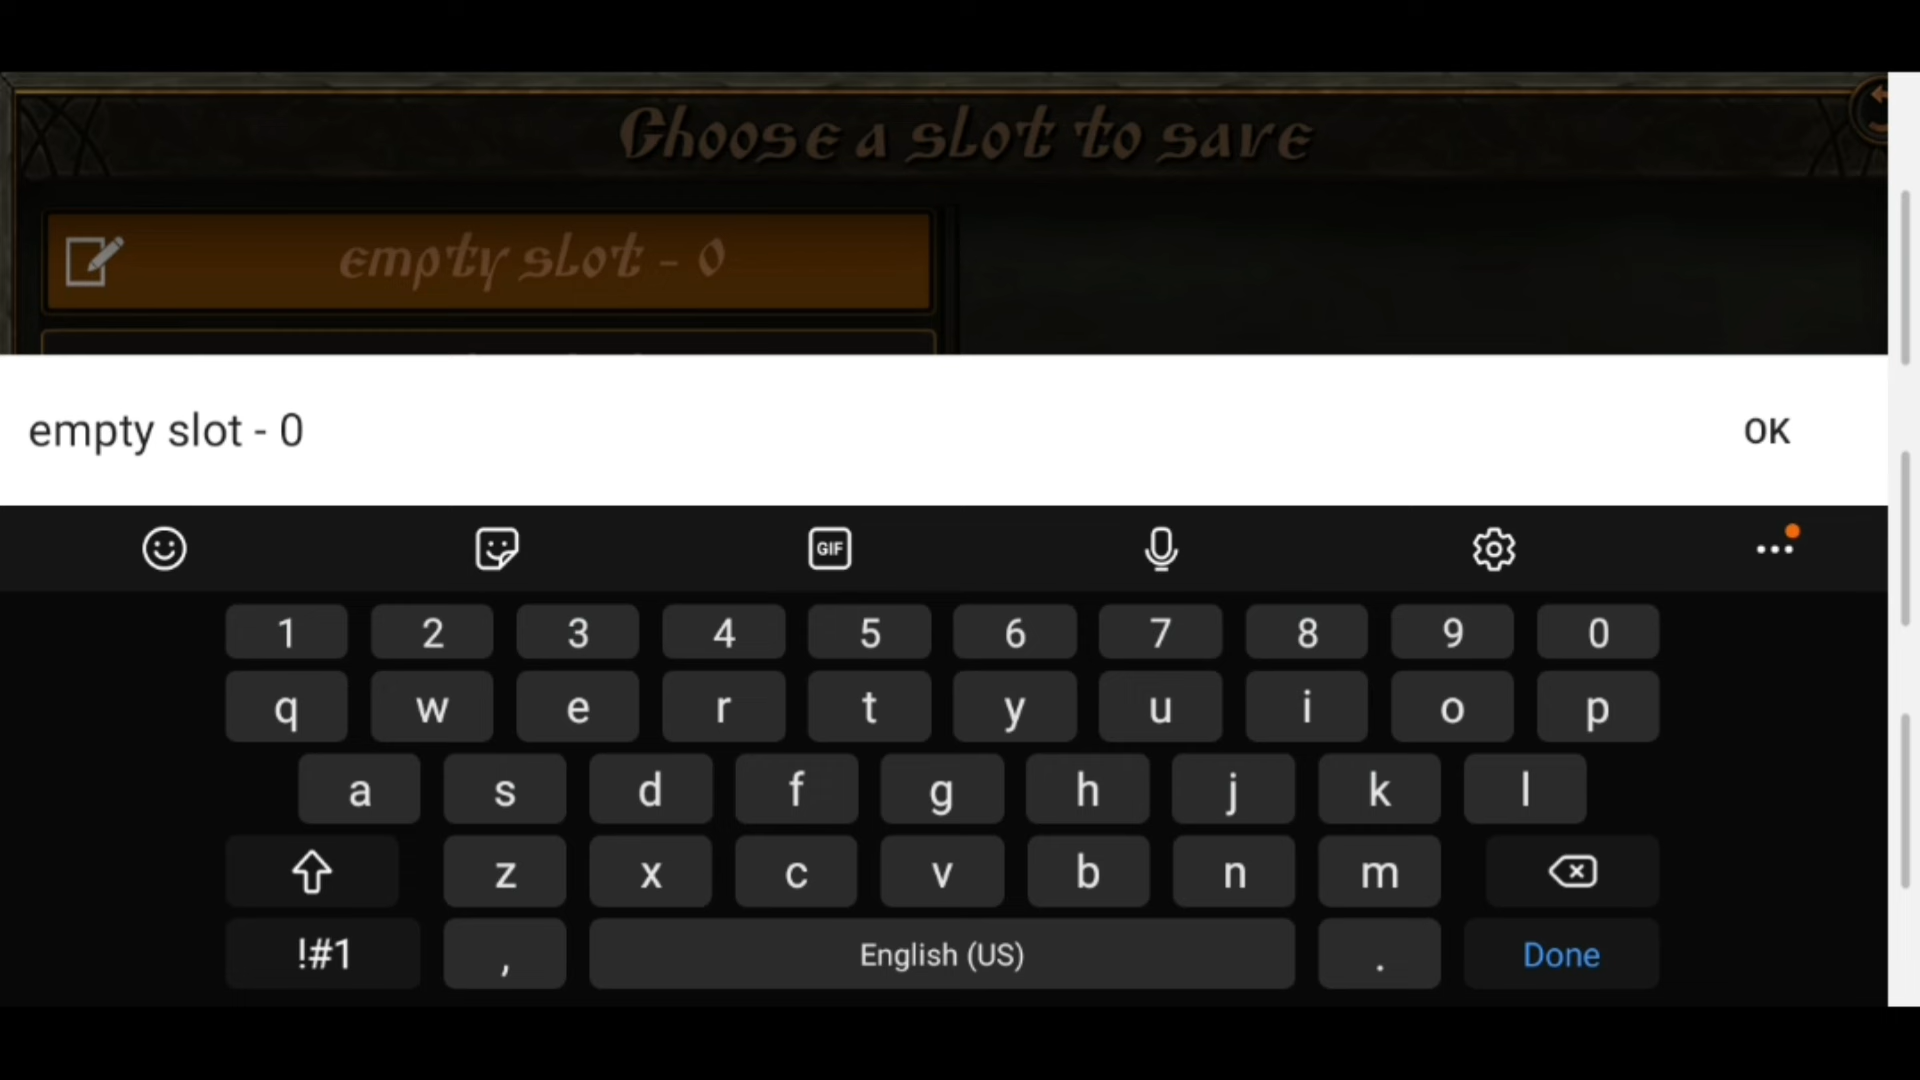 Choose a slot to save
empty slot - 0
empty slot - 0
OK
GIF
1 2 3 4 5 6 7 8 9 0
q w e r t y u i o p
a s d f g h j k l
z x c v b n m
!#1 , English (US) . Done